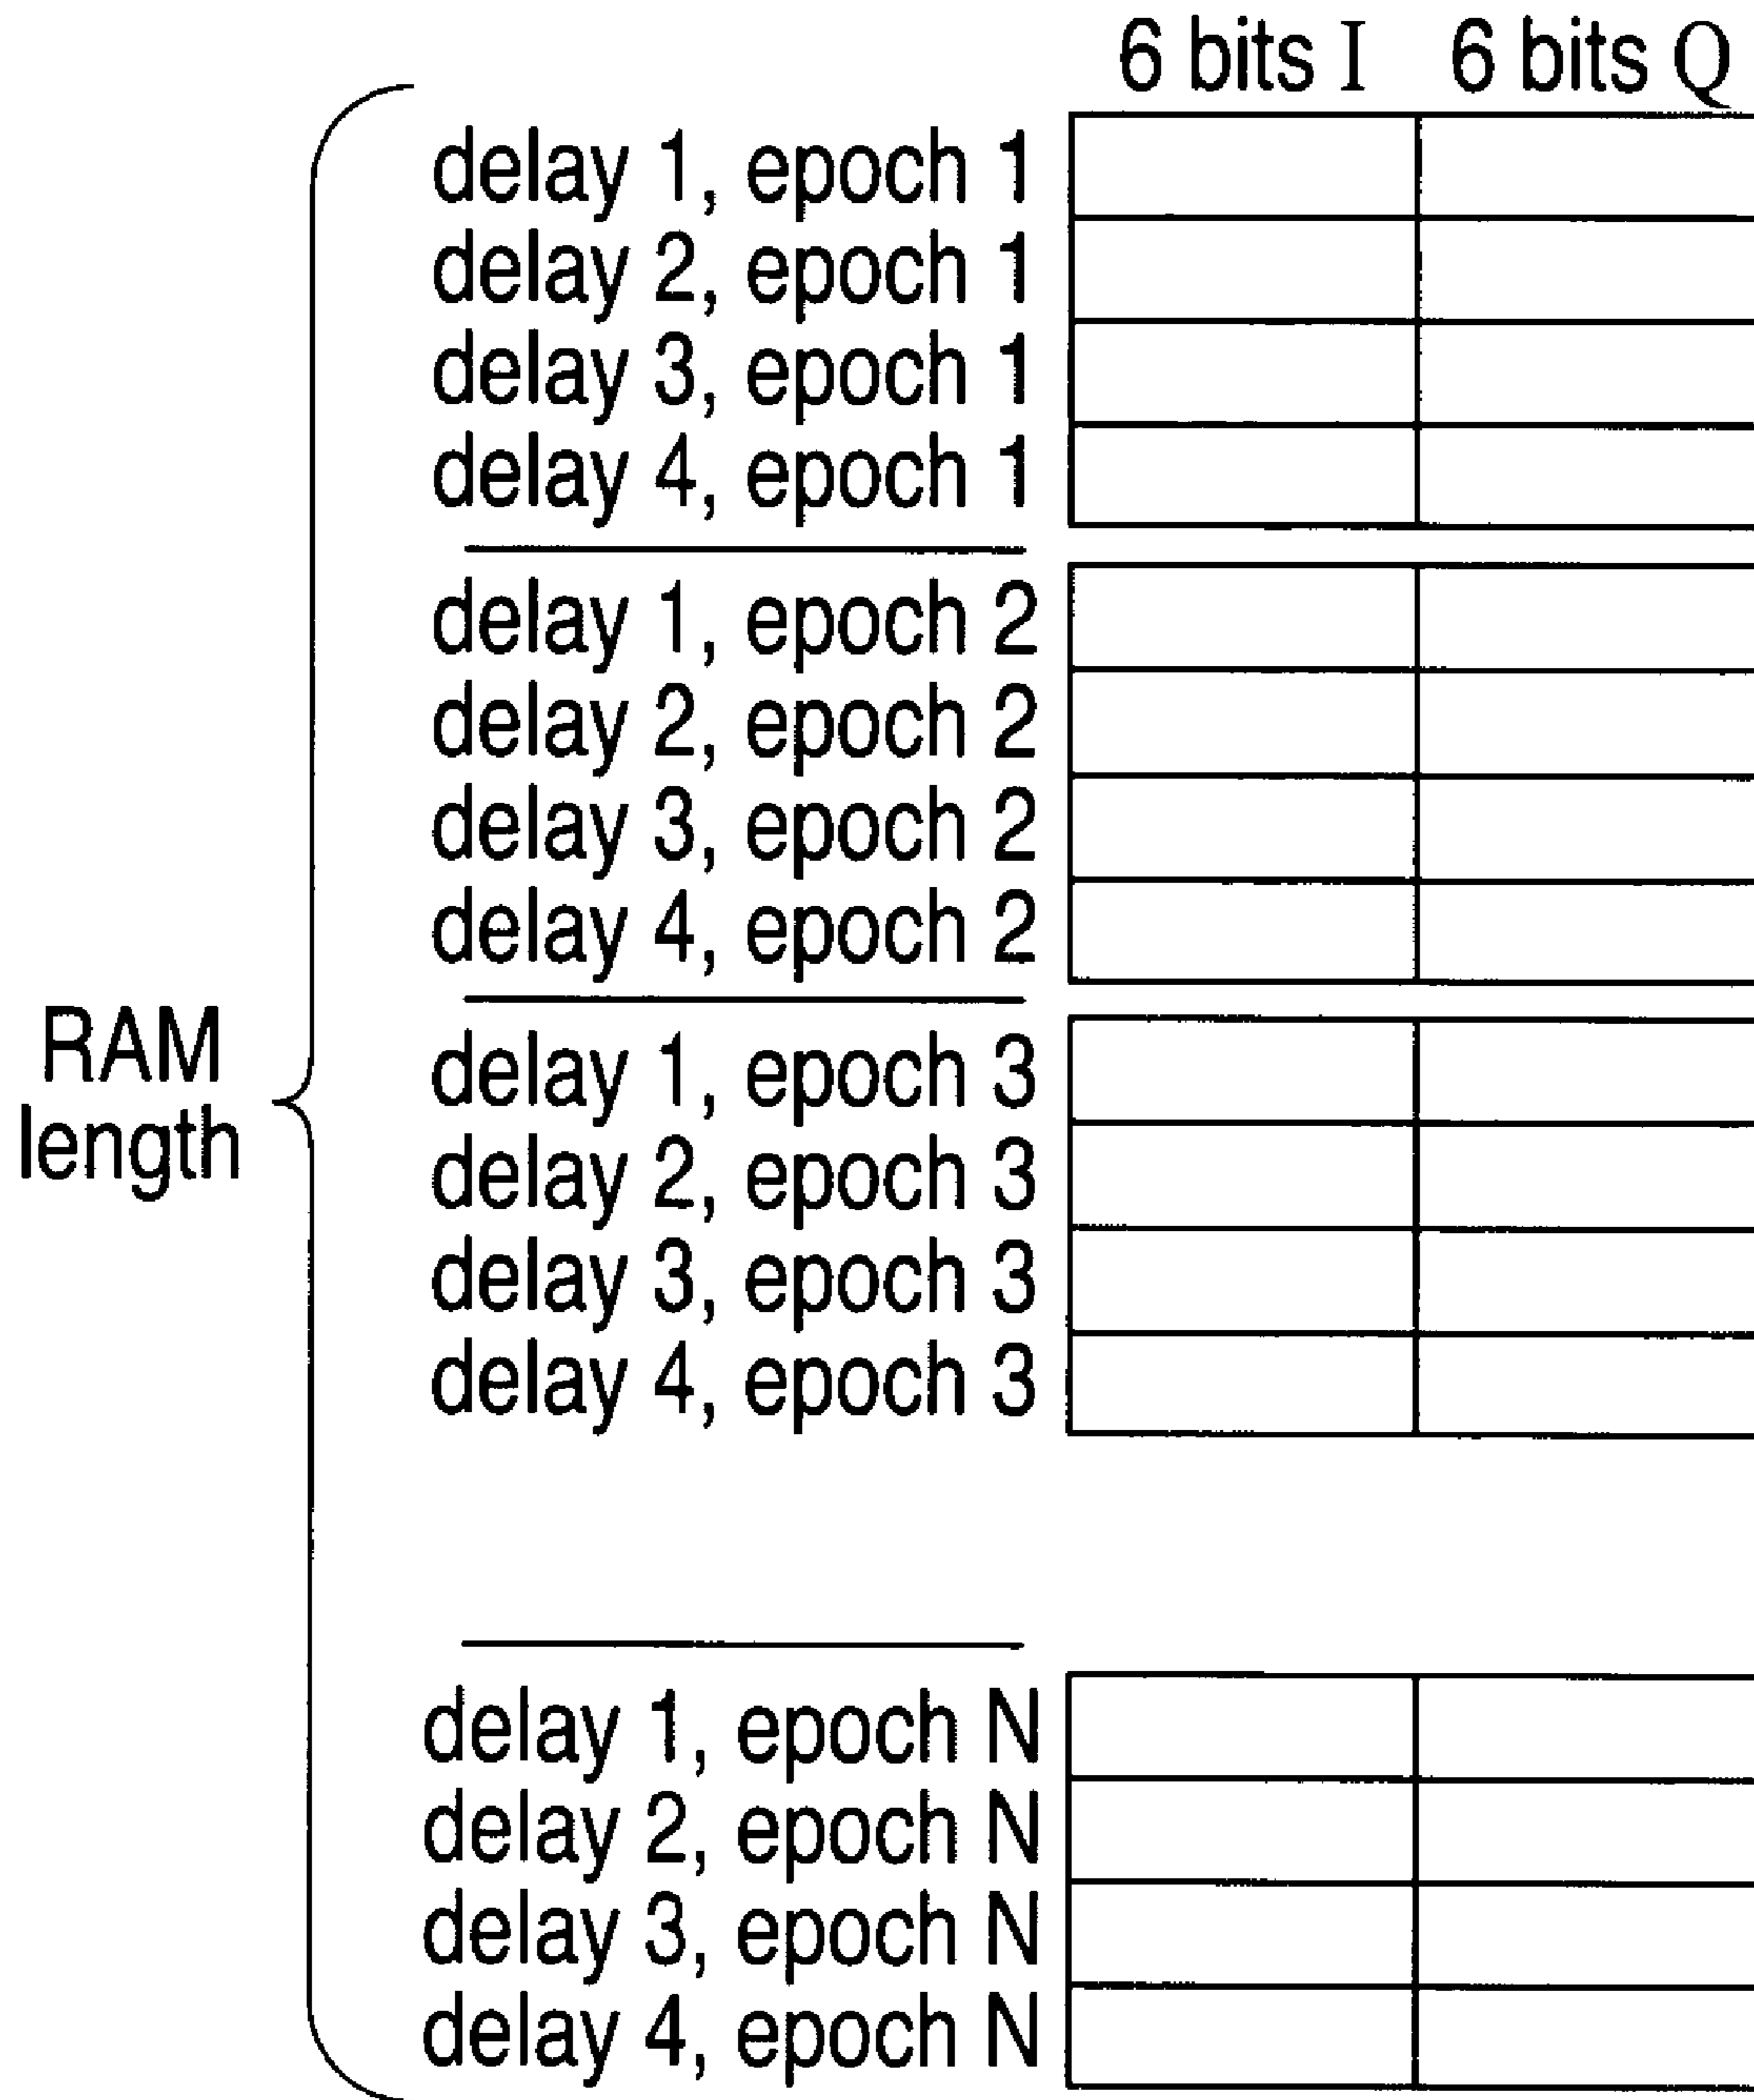 6 bits I 6 bits Q
delay 1, epoch 1
delay 2, epoch 1
delay 3, epoch 1
delay 4, epoch 1
delay 1, epoch 2
delay 2, epoch 2
delay 3, epoch 2
delay 4, epoch 2
RAM
length
delay 1, epoch 3
delay 2, epoch 3
delay 3, epoch 3
delay 4, epoch 3
delay 1, epoch N
delay 2, epoch N
delay 3, epoch N
delay 4, epoch N